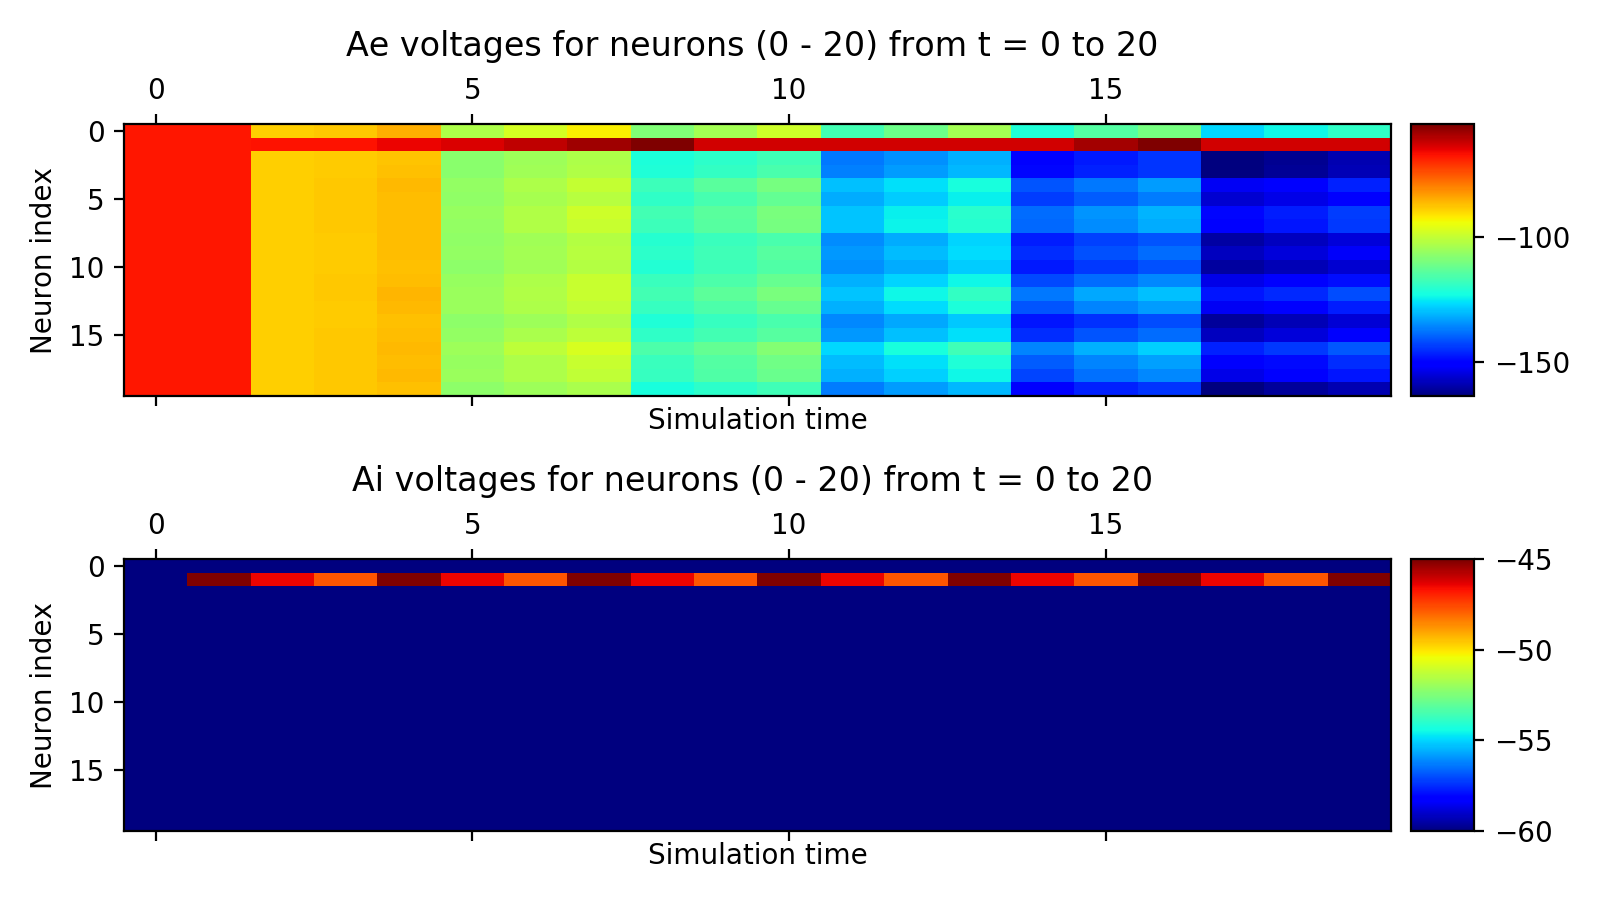 Ae voltages for neurons (0 - 20) from t = 0 to 20
0 5 10 15
0
5
10
15
Neuron index
Simulation time
−100
−150
Ai voltages for neurons (0 - 20) from t = 0 to 20
0 5 10 15
0
5
10
15
Neuron index
Simulation time
−45
−50
−55
−60